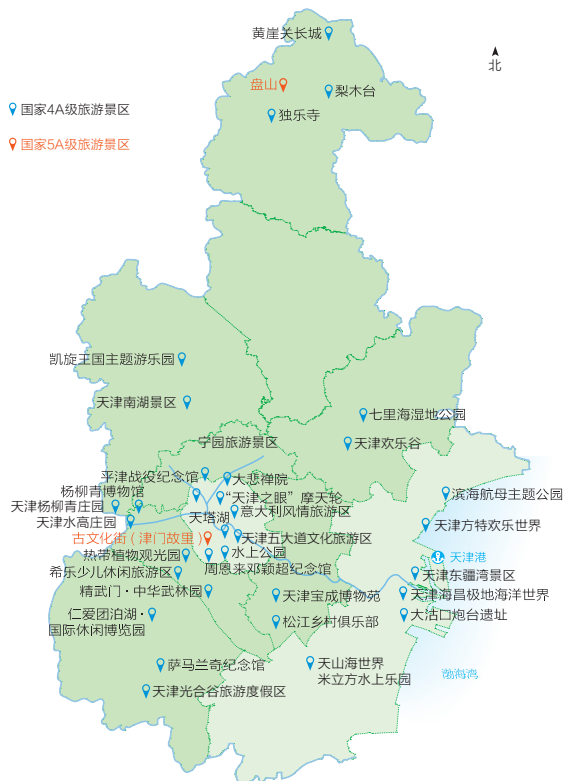 黄崖关长城
北
盘山
梨木台
国家4A级旅游景区
独乐寺
国家5A级旅游景区
凯旋王国主题游乐园
天津南湖景区
七里海湿地公园
宁园旅游景区
天津欢乐谷
平津战役纪念馆
大悲禅院
杨柳青博物馆
“天津之眼”摩天轮
滨海航母主题公园
天津杨柳青庄园
意大利风情旅游区
天塔湖
天津水高庄园
天津方特欢乐世界
古文化街(津门故里)
天津五大道文化旅游区
热带植物观光园
水上公园
天津港
周恩来邓颖超纪念馆
希乐少儿休闲旅游区
天津东疆湾景区
精武门·中华武林园
天津宝成博物苑
天津海昌极地海洋世界
仁爱团泊湖·
国际休闲博览园
松江乡村俱乐部
大沽口炮台遗址
萨马兰奇纪念馆
天山海世界
米立方水上乐园
渤海湾
天津光合谷旅游度假区